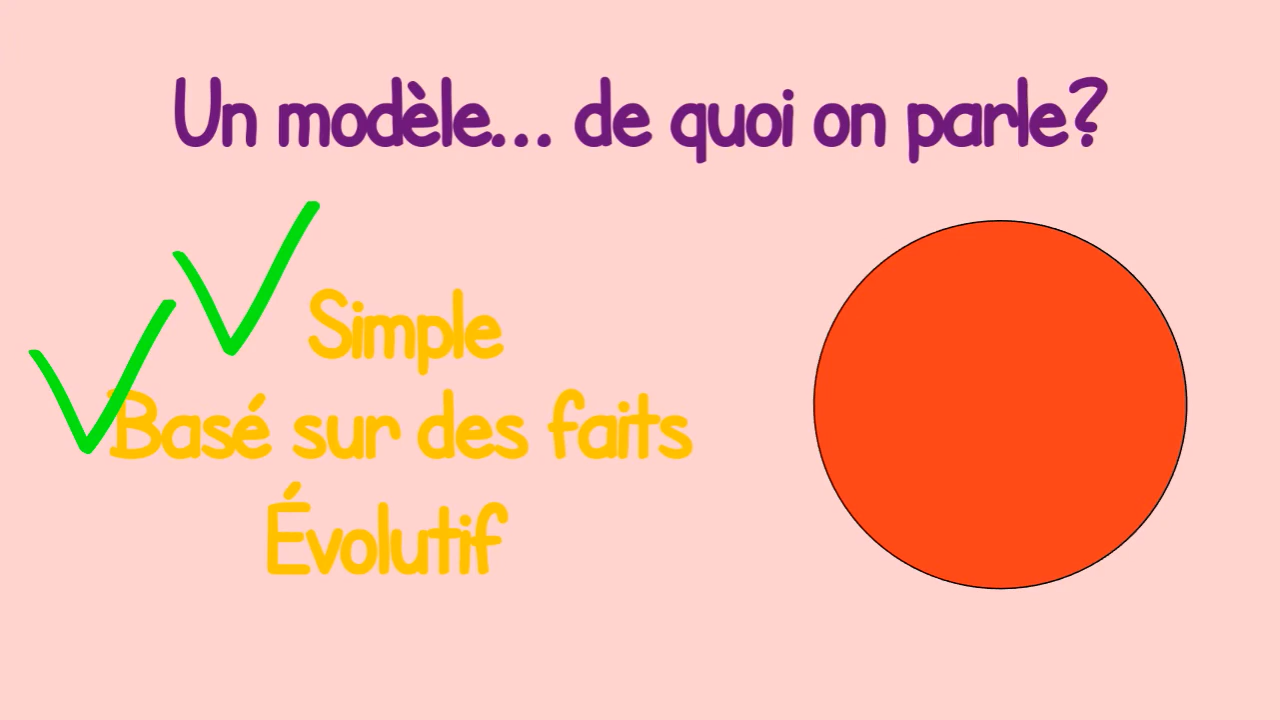 Un modèle... de quoi on parle?
Simple
Basé sur des faits
Évolutif